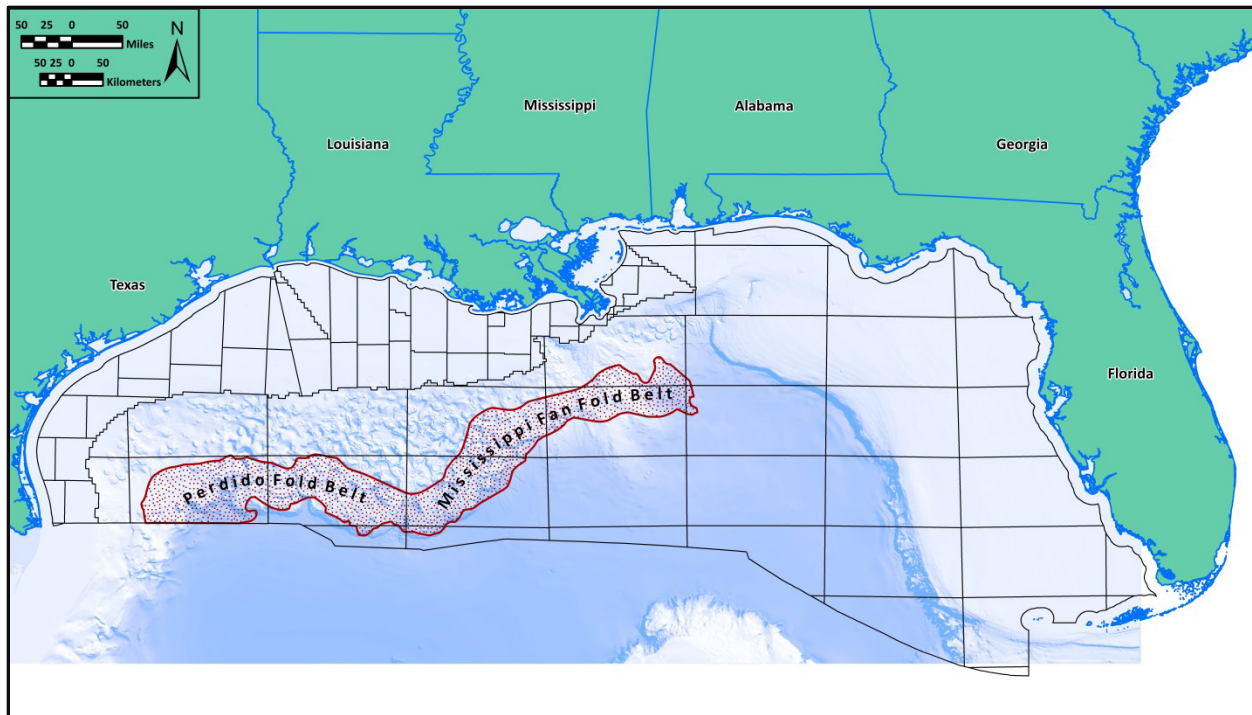 50 25 0 50
Miles
50 25 0 50
Kilometers
N
Mississippi
Alabama
Louisiana
Georgia
Texas
Florida
Mississippi Fan Fold Belt
Perdido Fold Belt